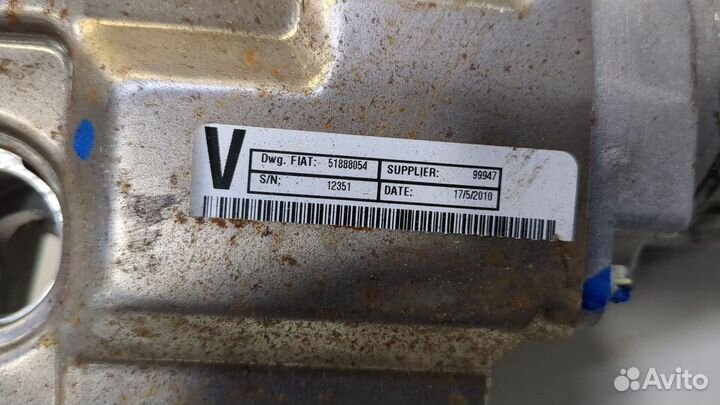 V
Dwg. FIAT: 51888054 SUPPLIER: 99947
S/N; 12351 DATE: 17/5/2010
Avito